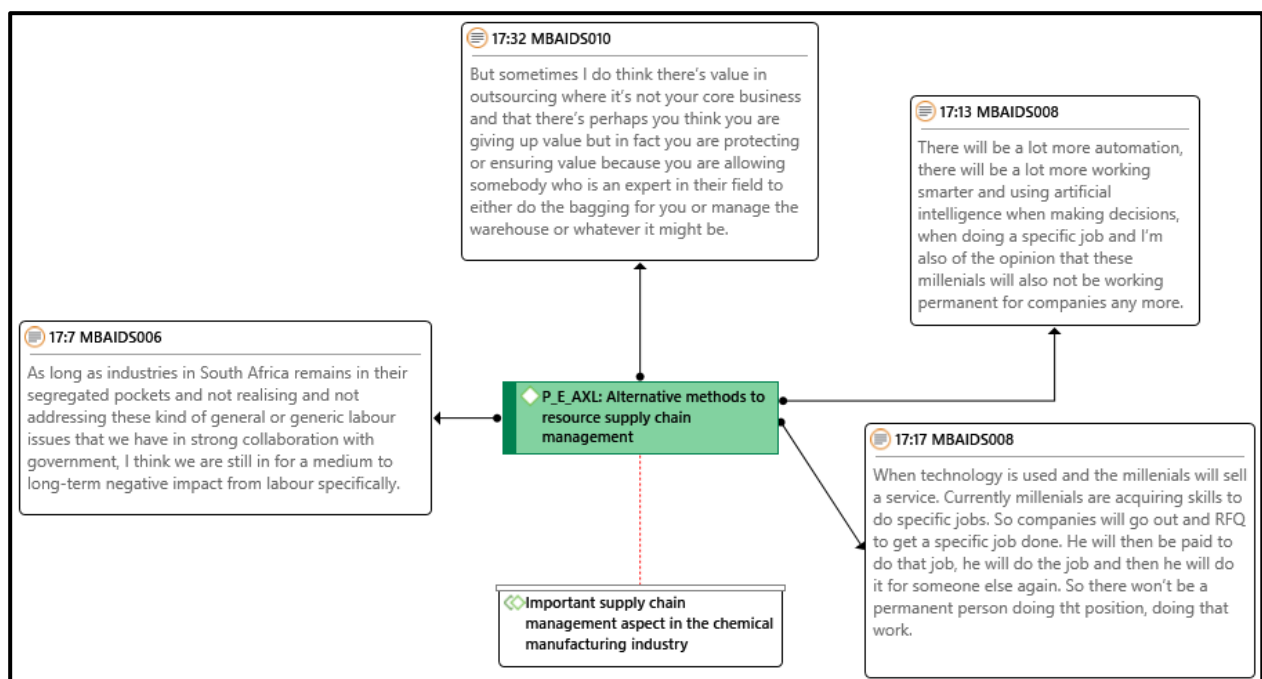 17:32 MBAIDS010
But sometimes I do think there's value in
outsourcing where it's not your core business
and that there's perhaps you think you are
giving up value but in fact you are protecting
or ensuring value because you are allowing
somebody who is an expert in their field to
either do the bagging for you or manage the
warehouse or whatever it might be.
17:13 MBAIDS008
There will be a lot more automation,
there will be a lot more working
smarter and using artificial
intelligence when making decisions,
when doing a specific job and I'm
also of the opinion that these
millenials will also not be working
permanent for companies any more.
17:7 MBAIDS006
As long as industries in South Africa remains in their
segregated pockets and not realising and not
addressing these kind of general or generic labour
issues that we have in strong collaboration with
government, I think we are still in for a medium to
long-term negative impact from labour specifically.
P_E_AXL: Alternative methods to
resource supply chain
management
17:17 MBAIDS008
When technology is used and the millenials will sell
a service. Currently millenials are acquiring skills to
do specific jobs. So companies will go out and RFQ
to get a specific job done. He will then be paid to
do that job, he will do the job and then he will do
it for someone else again. So there won't be a
permanent person doing tht position, doing that
work.
Important supply chain
management aspect in the chemical
manufacturing industry